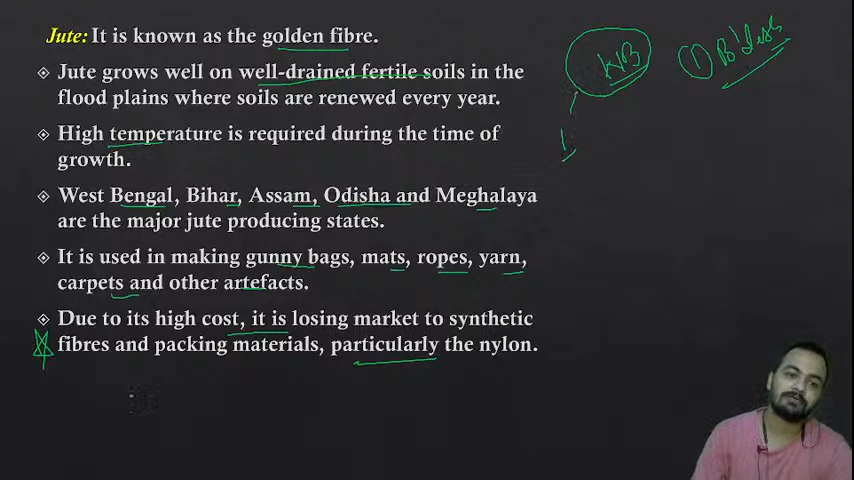 Jute: It is known as the golden fibre.
Jute grows well on well-drained fertile soils in the
flood plains where soils are renewed every year.
High temperature is required during the time of
growth.
West Bengal, Bihar, Assam, Odisha and Meghalaya
are the major jute producing states.
It is used in making gunny bags, mats, ropes, yarn,
carpets and other artefacts.
Due to its high cost, it is losing market to synthetic
fibres and packing materials, particularly the nylon.
WB
1
① B'desh